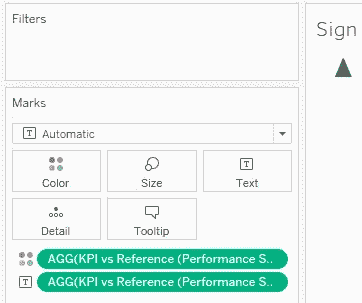 Filters
Sign
Marks
T Automatic
Color
Size
Text
Detail
Tooltip
AGG(KPI vs Reference (Performance S..
T AGG(KPI vs Reference (Performance S..